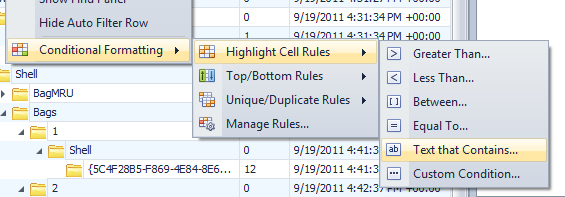 Show Find Panel
Hide Auto Filter Row
Conditional Formatting
Highlight Cell Rules
Top/Bottom Rules
Unique/Duplicate Rules
Manage Rules...
Greater Than...
Less Than...
Between...
Equal To...
ab Text that Contains...
Custom Condition...
0 9/19/2011 4:31:34 PM +00:00
0 9/19/2011 4:31:34 PM +00:00
1 9/19/2011 4:31:37 PM +00:00
Shell
BagMRU
Bags
1
Shell 0 9/19/2011 4:41:3
{5C4F28B5-F869-4E84-8E6... 12 9/19/2011 4:41:3
2 0 9/19/2011 4:42:37 PM +00:00